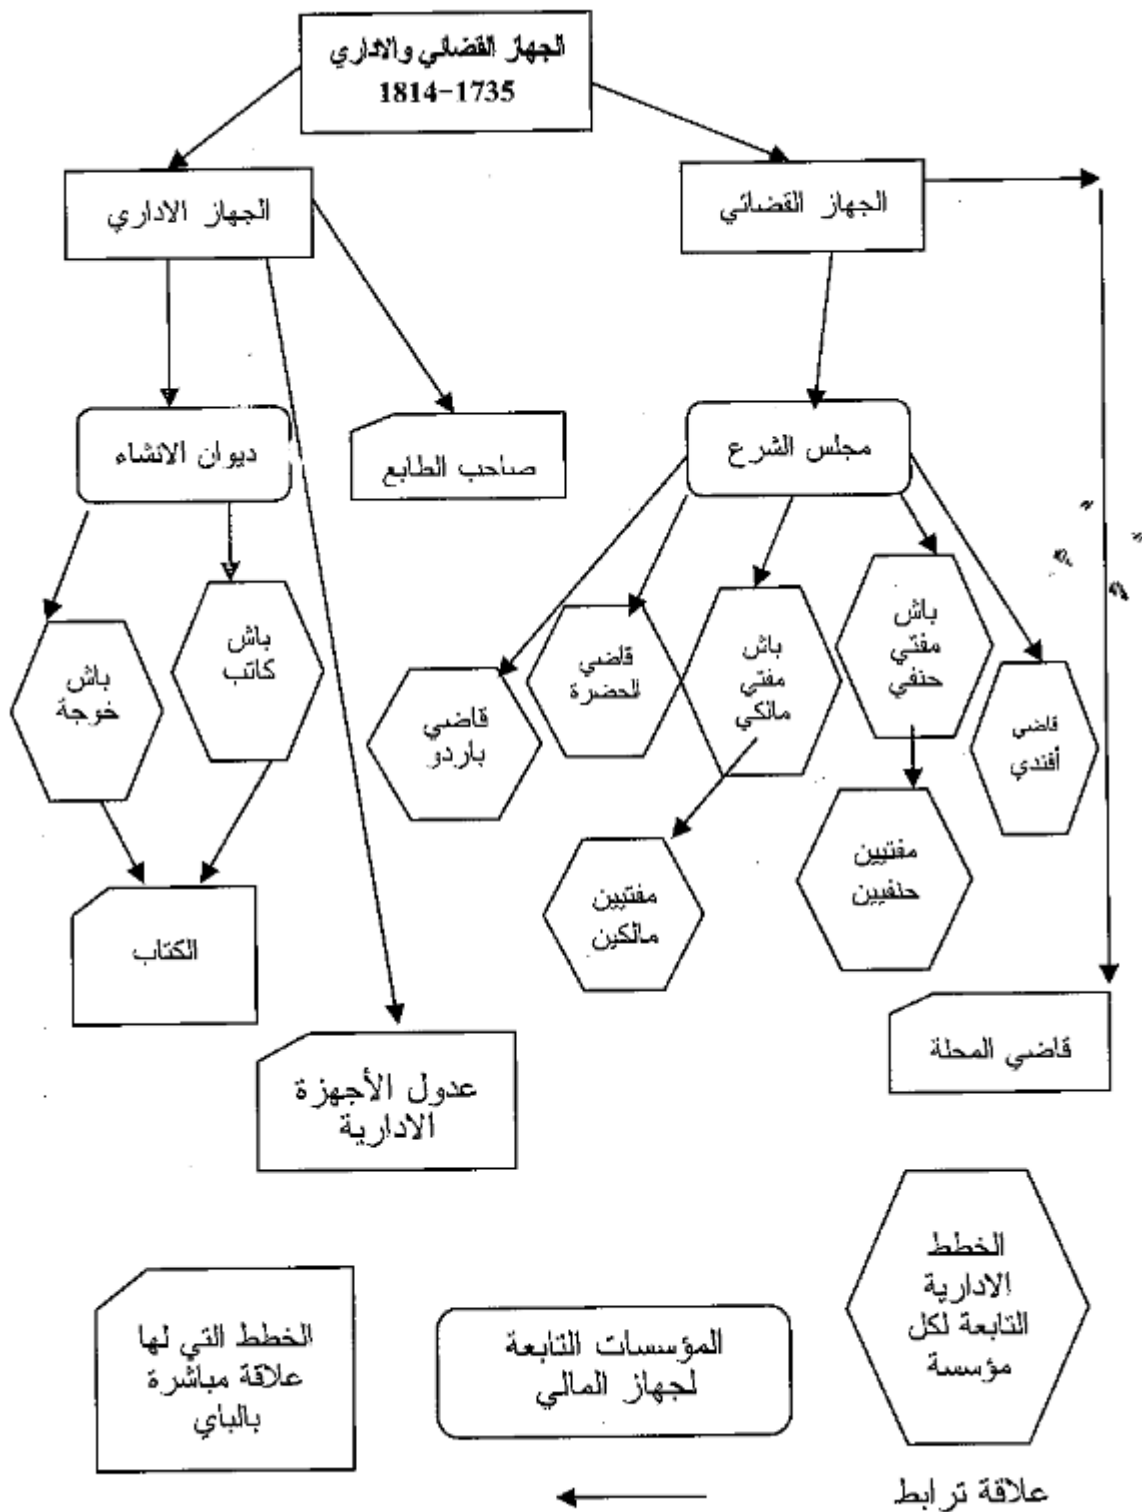 الجهاز القضائي والاداري
1814-1735
الجهاز القضائي
الجهاز الاداري
مجلس الشرع
صاحب الطابع
ديوان الانشاء
قاضي
أفندي
باش
مفتي
حنفي
باش
مفتي
مالكي
قاضي
الحضرة
قاضي
باردو
باش
كاتب
باش
خوجة
مفتيين
حنفيين
مفتيين
مالكين
الكتاب
قاضي المحلة
عدول الأجهزة
الادارية
الخطط
الادارية
التابعة لكل
مؤسسة
المؤسسات التابعة
لجهاز المالي
الخطط التي لها
علاقة مباشرة
بالباي
علاقة ترابط